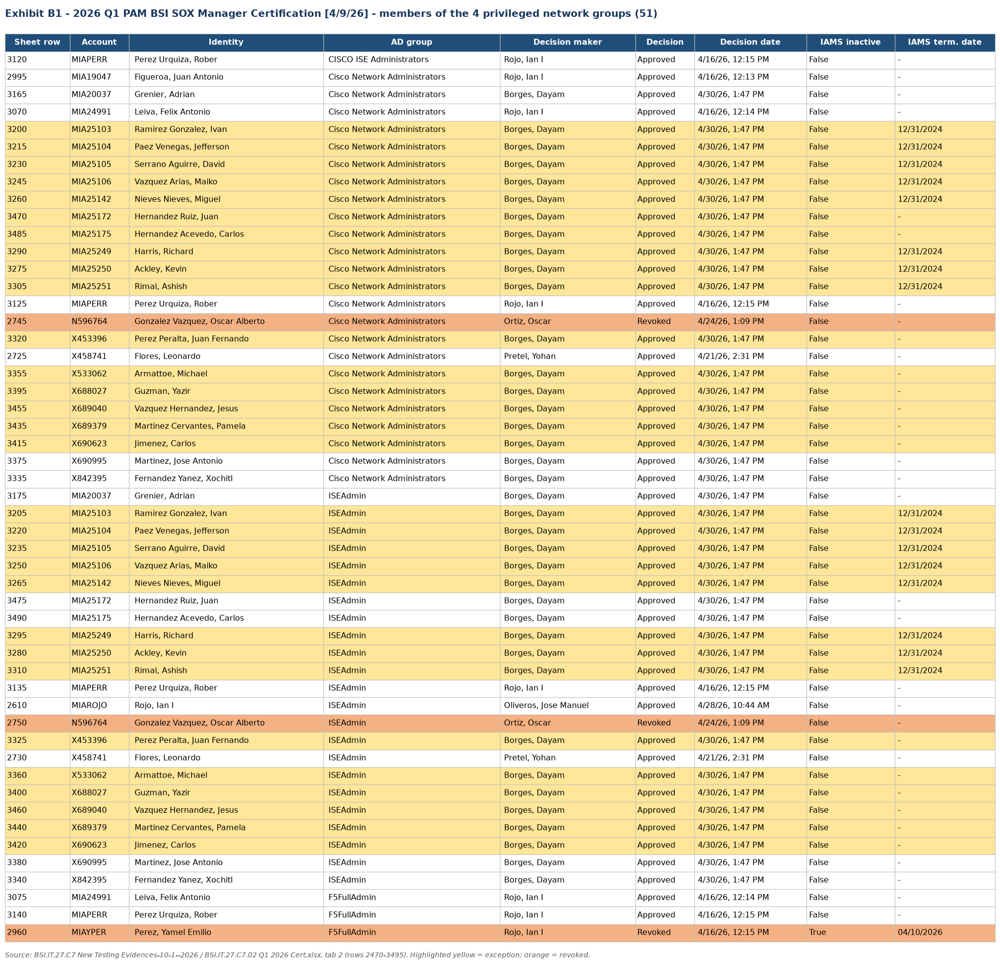 Exhibit B1 - 2026 Q1 PAM BSI SOX Manager Certification [4/9/26] - members of the 4 privileged network groups (51)
Sheet row Account Identity AD group Decision maker Decision Decision date IAMS inactive IAMS term. date
3120 MIAPERR Perez Urquiza, Rober CISCO ISE Administrators Rojo, Ian I Approved 4/16/26, 12:15 PM False -
2995 MIA19047 Figueroa, Juan Antonio Cisco Network Administrators Rojo, Ian I Approved 4/16/26, 12:13 PM False -
3165 MIA20037 Grenier, Adrian Cisco Network Administrators Borges, Dayam Approved 4/30/26, 1:47 PM False -
3070 MIA24991 Leiva, Felix Antonio Cisco Network Administrators Rojo, Ian I Approved 4/16/26, 12:14 PM False -
3200 MIA25103 Ramirez Gonzalez, Ivan Cisco Network Administrators Borges, Dayam Approved 4/30/26, 1:47 PM False 12/31/2024
3215 MIA25104 Paez Venegas, Jefferson Cisco Network Administrators Borges, Dayam Approved 4/30/26, 1:47 PM False 12/31/2024
3230 MIA25105 Serrano Aguirre, David Cisco Network Administrators Borges, Dayam Approved 4/30/26, 1:47 PM False 12/31/2024
3245 MIA25106 Vazquez Arias, Maiko Cisco Network Administrators Borges, Dayam Approved 4/30/26, 1:47 PM False 12/31/2024
3260 MIA25142 Nieves Nieves, Miguel Cisco Network Administrators Borges, Dayam Approved 4/30/26, 1:47 PM False 12/31/2024
3470 MIA25172 Hernandez Ruiz, Juan Cisco Network Administrators Borges, Dayam Approved 4/30/26, 1:47 PM False -
3485 MIA25175 Hernandez Acevedo, Carlos Cisco Network Administrators Borges, Dayam Approved 4/30/26, 1:47 PM False -
3290 MIA25249 Harris, Richard Cisco Network Administrators Borges, Dayam Approved 4/30/26, 1:47 PM False 12/31/2024
3275 MIA25250 Ackley, Kevin Cisco Network Administrators Borges, Dayam Approved 4/30/26, 1:47 PM False 12/31/2024
3305 MIA25251 Rimal, Ashish Cisco Network Administrators Borges, Dayam Approved 4/30/26, 1:47 PM False 12/31/2024
3125 MIAPERR Perez Urquiza, Rober Cisco Network Administrators Rojo, Ian I Approved 4/16/26, 12:15 PM False -
2745 N596764 Gonzalez Vazquez, Oscar Alberto Cisco Network Administrators Ortiz, Oscar Revoked 4/24/26, 1:09 PM False -
3320 X453396 Perez Peralta, Juan Fernando Cisco Network Administrators Borges, Dayam Approved 4/30/26, 1:47 PM False -
2725 X458741 Flores, Leonardo Cisco Network Administrators Pretel, Yohan Approved 4/21/26, 2:31 PM False -
3355 X533062 Armattoe, Michael Cisco Network Administrators Borges, Dayam Approved 4/30/26, 1:47 PM False -
3395 X688027 Guzman, Yazir Cisco Network Administrators Borges, Dayam Approved 4/30/26, 1:47 PM False -
3455 X689040 Vazquez Hernandez, Jesus Cisco Network Administrators Borges, Dayam Approved 4/30/26, 1:47 PM False -
3435 X689379 Martinez Cervantes, Pamela Cisco Network Administrators Borges, Dayam Approved 4/30/26, 1:47 PM False -
3415 X690623 Jimenez, Carlos Cisco Network Administrators Borges, Dayam Approved 4/30/26, 1:47 PM False -
3375 X690995 Martinez, Jose Antonio Cisco Network Administrators Borges, Dayam Approved 4/30/26, 1:47 PM False -
3335 X842395 Fernandez Yanez, Xochitl Cisco Network Administrators Borges, Dayam Approved 4/30/26, 1:47 PM False -
3175 MIA20037 Grenier, Adrian ISEAdmin Borges, Dayam Approved 4/30/26, 1:47 PM False -
3205 MIA25103 Ramirez Gonzalez, Ivan ISEAdmin Borges, Dayam Approved 4/30/26, 1:47 PM False 12/31/2024
3220 MIA25104 Paez Venegas, Jefferson ISEAdmin Borges, Dayam Approved 4/30/26, 1:47 PM False 12/31/2024
3235 MIA25105 Serrano Aguirre, David ISEAdmin Borges, Dayam Approved 4/30/26, 1:47 PM False 12/31/2024
3250 MIA25106 Vazquez Arias, Maiko ISEAdmin Borges, Dayam Approved 4/30/26, 1:47 PM False 12/31/2024
3265 MIA25142 Nieves Nieves, Miguel ISEAdmin Borges, Dayam Approved 4/30/26, 1:47 PM False 12/31/2024
3475 MIA25172 Hernandez Ruiz, Juan ISEAdmin Borges, Dayam Approved 4/30/26, 1:47 PM False -
3490 MIA25175 Hernandez Acevedo, Carlos ISEAdmin Borges, Dayam Approved 4/30/26, 1:47 PM False -
3295 MIA25249 Harris, Richard ISEAdmin Borges, Dayam Approved 4/30/26, 1:47 PM False 12/31/2024
3280 MIA25250 Ackley, Kevin ISEAdmin Borges, Dayam Approved 4/30/26, 1:47 PM False 12/31/2024
3310 MIA25251 Rimal, Ashish ISEAdmin Borges, Dayam Approved 4/30/26, 1:47 PM False 12/31/2024
3135 MIAPERR Perez Urquiza, Rober ISEAdmin Rojo, Ian I Approved 4/16/26, 12:15 PM False -
2610 MIAROJO Rojo, Ian I ISEAdmin Oliveros, Jose Manuel Approved 4/28/26, 10:44 AM False -
2750 N596764 Gonzalez Vazquez, Oscar Alberto ISEAdmin Ortiz, Oscar Revoked 4/24/26, 1:09 PM False -
3325 X453396 Perez Peralta, Juan Fernando ISEAdmin Borges, Dayam Approved 4/30/26, 1:47 PM False -
2730 X458741 Flores, Leonardo ISEAdmin Pretel, Yohan Approved 4/21/26, 2:31 PM False -
3360 X533062 Armattoe, Michael ISEAdmin Borges, Dayam Approved 4/30/26, 1:47 PM False -
3400 X688027 Guzman, Yazir ISEAdmin Borges, Dayam Approved 4/30/26, 1:47 PM False -
3460 X689040 Vazquez Hernandez, Jesus ISEAdmin Borges, Dayam Approved 4/30/26, 1:47 PM False -
3440 X689379 Martinez Cervantes, Pamela ISEAdmin Borges, Dayam Approved 4/30/26, 1:47 PM False -
3420 X690623 Jimenez, Carlos ISEAdmin Borges, Dayam Approved 4/30/26, 1:47 PM False -
3380 X690995 Martinez, Jose Antonio ISEAdmin Borges, Dayam Approved 4/30/26, 1:47 PM False -
3340 X842395 Fernandez Yanez, Xochitl ISEAdmin Borges, Dayam Approved 4/30/26, 1:47 PM False -
3075 MIA24991 Leiva, Felix Antonio F5FullAdmin Rojo, Ian I Approved 4/16/26, 12:14 PM False -
3140 MIAPERR Perez Urquiza, Rober F5FullAdmin Rojo, Ian I Approved 4/16/26, 12:15 PM False -
2960 MIAYPER Perez, Yamel Emilio F5FullAdmin Rojo, Ian I Revoked 4/16/26, 12:15 PM True 04/10/2026
Source: BSI.IT.27.C7 New Testing Evidences-10-1--2026 / BSI.IT.27.C7.02 Q1 2026 Cert.xlsx, tab 2 (rows 2470-3495). Highlighted yellow = exception; orange = revoked.